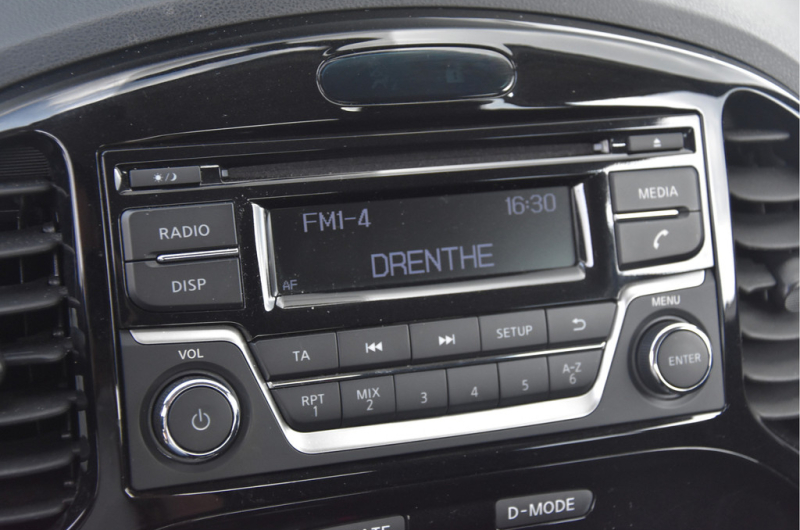 FM1-4 16:30
DRENTHE
AF
RADIO
DISP
MEDIA
MENU
VOL
TA
SETUP
ENTER
RPT
1
MIX
2
3
4
5
A-Z
6
D-MODE